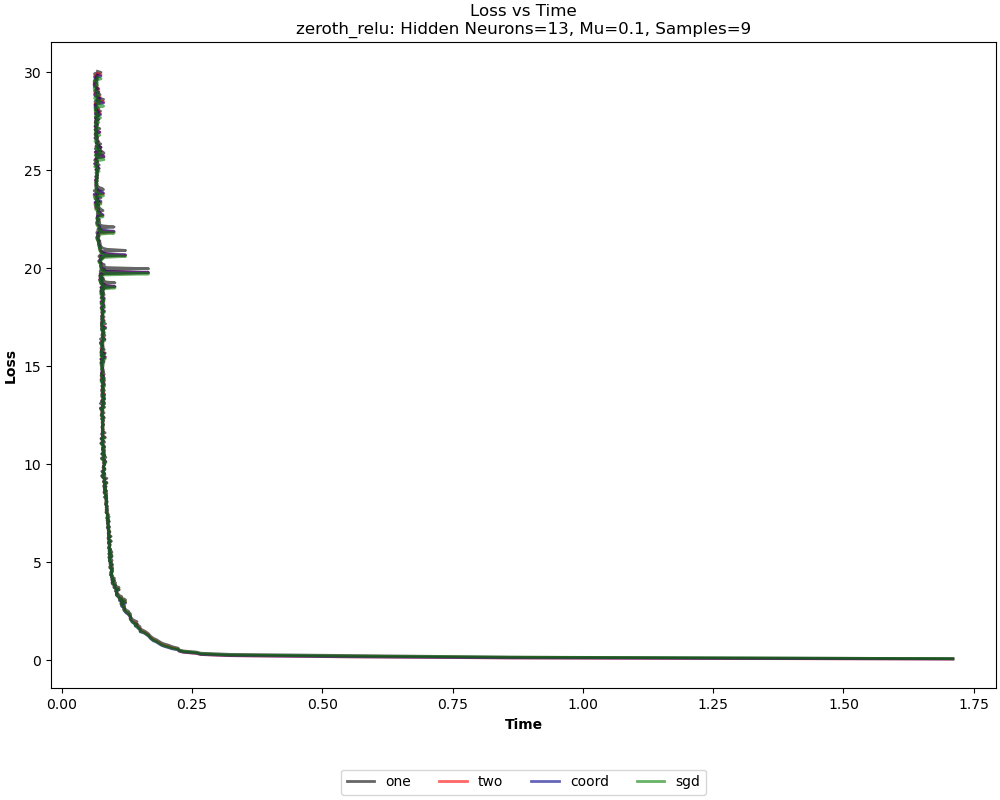 Loss vs Time
zeroth_relu: Hidden Neurons=13, Mu=0.1, Samples=9
30
25
20
15
10
5
0
Loss
0.00 0.25 0.50 0.75 1.00 1.25 1.50 1.75
Time
one two coord sgd